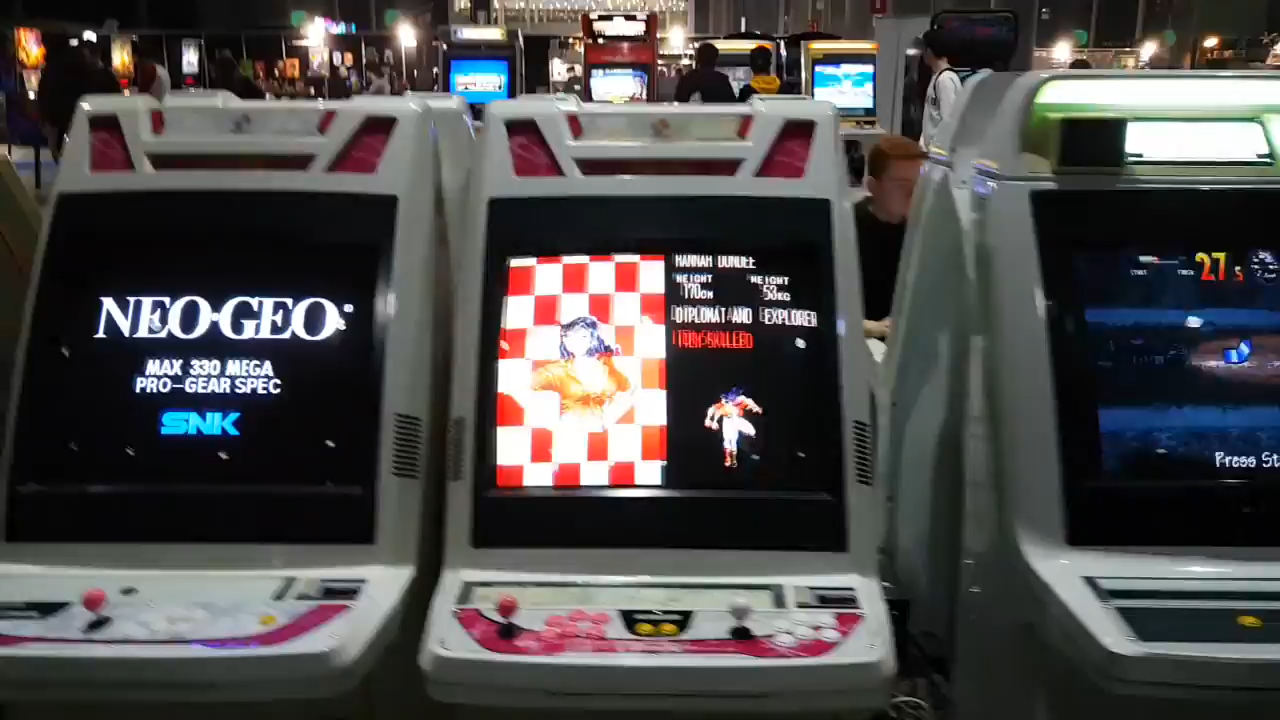 NEO·GEO
MAX 330 MEGA
PRO-GEAR SPEC
SNK
HANNAH DUNDEE
HEIGHT WEIGHT
170CM 53KG
DIPLOMAT AND EXPLORER
27 s
Press St